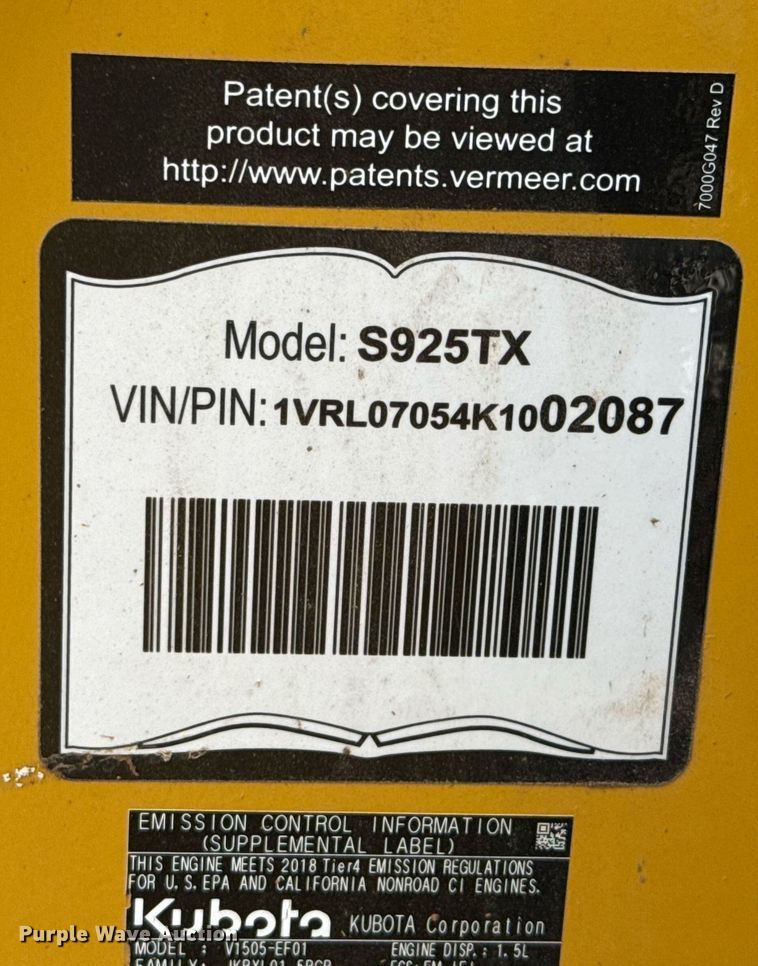 Patent(s) covering this
product may be viewed at
http://www.patents.vermeer.com
7000G047 Rev D
Model: S925TX
VIN/PIN: 1VRL07054K1002087
EMISSION CONTROL INFORMATION
(SUPPLEMENTAL LABEL)
THIS ENGINE MEETS 2018 Tier4 EMISSION REGULATIONS
FOR U.S. EPA AND CALIFORNIA NONROAD CI ENGINES.
Kubota KUBOTA Corporation
Purple Wave Auction
MODEL : V1505-EF01 ENGINE DISP. : 1.5L